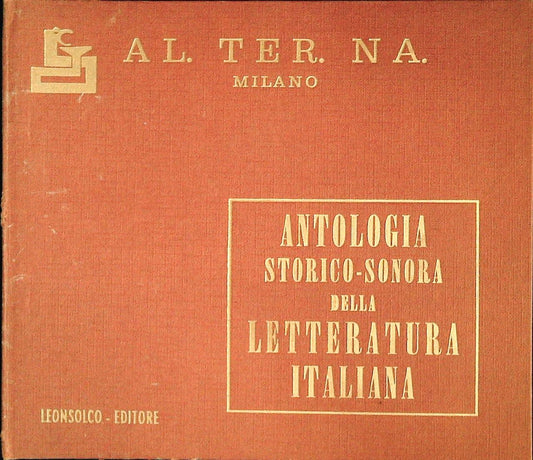 AL. TER. NA.
MILANO
ANTOLOGIA
STORICO-SONORA
DELLA
LETTERATURA
ITALIANA
LEONSOLCO - EDITORE